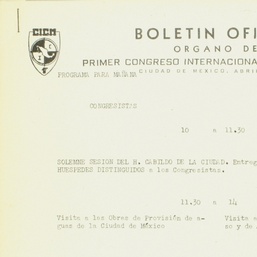 CICM
BOLETIN OFI
ORGANO DE
PRIMER CONGRESO INTERNACIONA
CIUDAD DE MEXICO, ABRI
PROGRAMA PARA MAÑANA
CONGRESISTAS
10 a 11.30
SOLEMNE SESION DEL H. CABILDO DE LA CIUDAD. Entreg
HUESPEDES DISTINGUIDOS a los Congresistas.
11.30 a 14
Visita a las Obras de Provisión de a- Visita a
guas de la Ciudad de México so y de